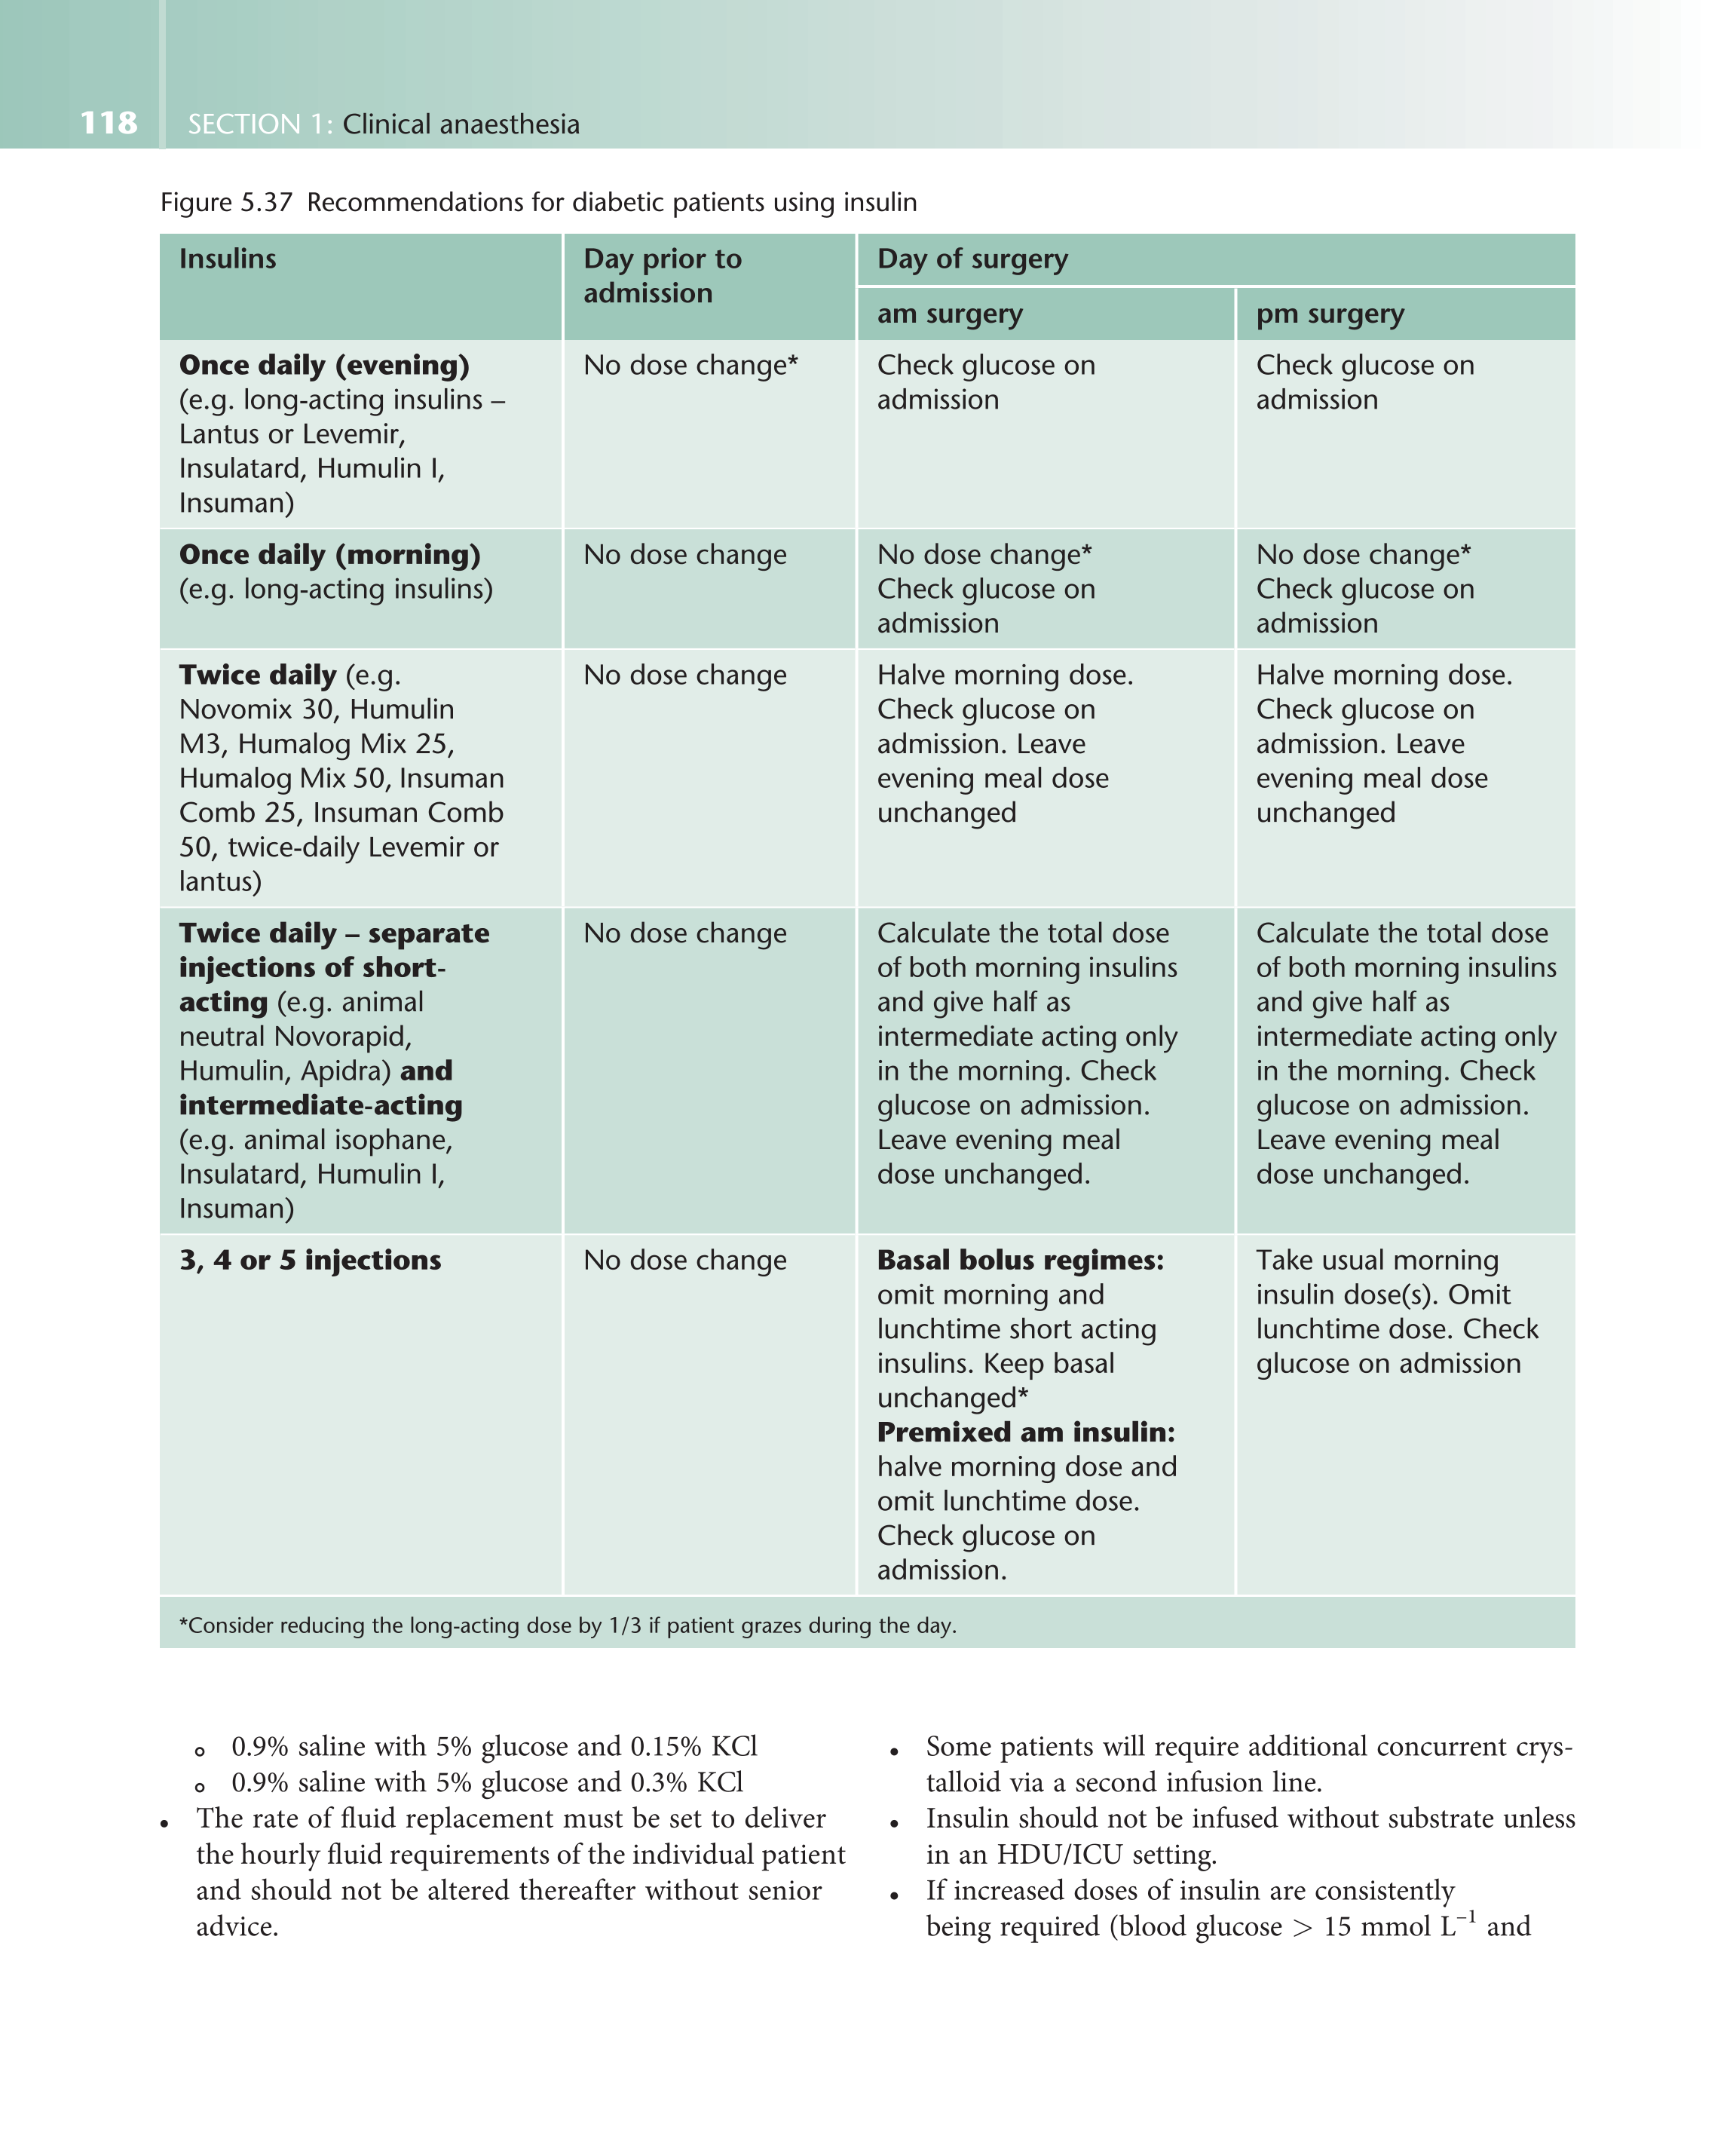 118 SECTION 1: Clinical anaesthesia
Figure 5.37 Recommendations for diabetic patients using insulin
Insulins
Day prior to
admission
Day of surgery
am surgery
pm surgery
Once daily (evening)
(e.g. long-acting insulins –
Lantus or Levemir,
Insulatard, Humulin I,
Insuman)
No dose change*
Check glucose on
admission
Check glucose on
admission
Once daily (morning)
(e.g. long-acting insulins)
No dose change
No dose change*
Check glucose on
admission
No dose change*
Check glucose on
admission
Twice daily (e.g.
Novomix 30, Humulin
M3, Humalog Mix 25,
Humalog Mix 50, Insuman
Comb 25, Insuman Comb
50, twice-daily Levemir or
lantus)
No dose change
Halve morning dose.
Check glucose on
admission. Leave
evening meal dose
unchanged
Halve morning dose.
Check glucose on
admission. Leave
evening meal dose
unchanged
Twice daily – separate
injections of short-
acting (e.g. animal
neutral Novorapid,
Humulin, Apidra) and
intermediate-acting
(e.g. animal isophane,
Insulatard, Humulin I,
Insuman)
No dose change
Calculate the total dose
of both morning insulins
and give half as
intermediate acting only
in the morning. Check
glucose on admission.
Leave evening meal
dose unchanged.
Calculate the total dose
of both morning insulins
and give half as
intermediate acting only
in the morning. Check
glucose on admission.
Leave evening meal
dose unchanged.
3, 4 or 5 injections
No dose change
Basal bolus regimes:
omit morning and
lunchtime short acting
insulins. Keep basal
unchanged*
Premixed am insulin:
halve morning dose and
omit lunchtime dose.
Check glucose on
admission.
Take usual morning
insulin dose(s). Omit
lunchtime dose. Check
glucose on admission
*Consider reducing the long-acting dose by 1/3 if patient grazes during the day.
∘ 0.9% saline with 5% glucose and 0.15% KCl
∘ 0.9% saline with 5% glucose and 0.3% KCl
• The rate of fluid replacement must be set to deliver
the hourly fluid requirements of the individual patient
and should not be altered thereafter without senior
advice.
• Some patients will require additional concurrent crys-
talloid via a second infusion line.
• Insulin should not be infused without substrate unless
in an HDU/ICU setting.
• If increased doses of insulin are consistently
being required (blood glucose > 15 mmol L⁻¹ and